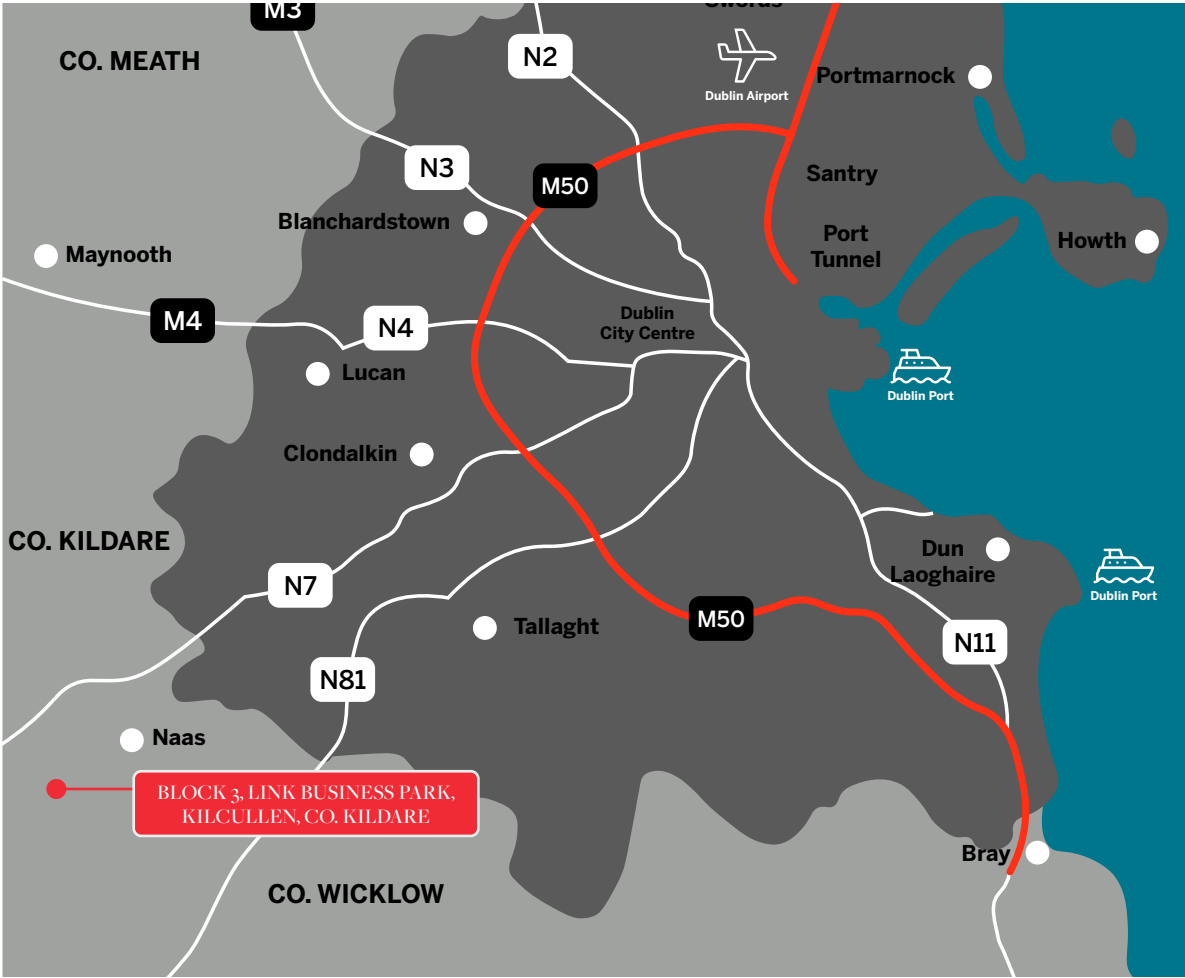 Swords
M3
CO. MEATH
N2
Portmarnock
Dublin Airport
N3
M50
Santry
Blanchardstown
Port
Tunnel
Howth
Maynooth
M4
N4
Dublin
City Centre
Lucan
Dublin Port
Clondalkin
CO. KILDARE
Dun
Laoghaire
N7
Dublin Port
Tallaght
M50
N11
N81
Naas
BLOCK 3, LINK BUSINESS PARK,
KILCULLEN, CO. KILDARE
Bray
CO. WICKLOW